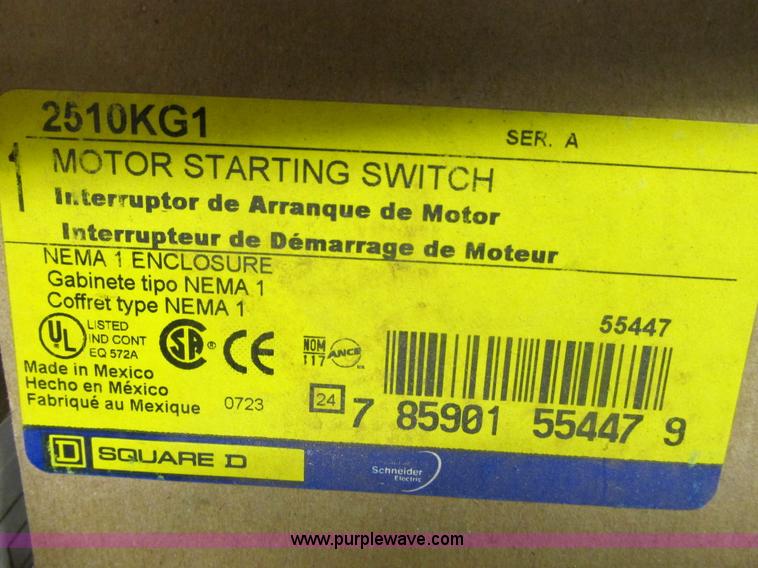 2510KG1
SER. A
1
MOTOR STARTING SWITCH
Interruptor de Arranque de Motor
Interrupteur de Démarrage de Moteur
NEMA 1 ENCLOSURE
Gabinete tipo NEMA 1
Coffret type NEMA 1
55447
UL
LISTED
IND CONT
EQ 572A
SA ®
CE
NOM
117
ANCE
Made in Mexico
Hecho en México
Fabriqué au Mexique
0723
24
7 85901 55447 9
D SQUARE D
Schneider
Electric
www.purplewave.com